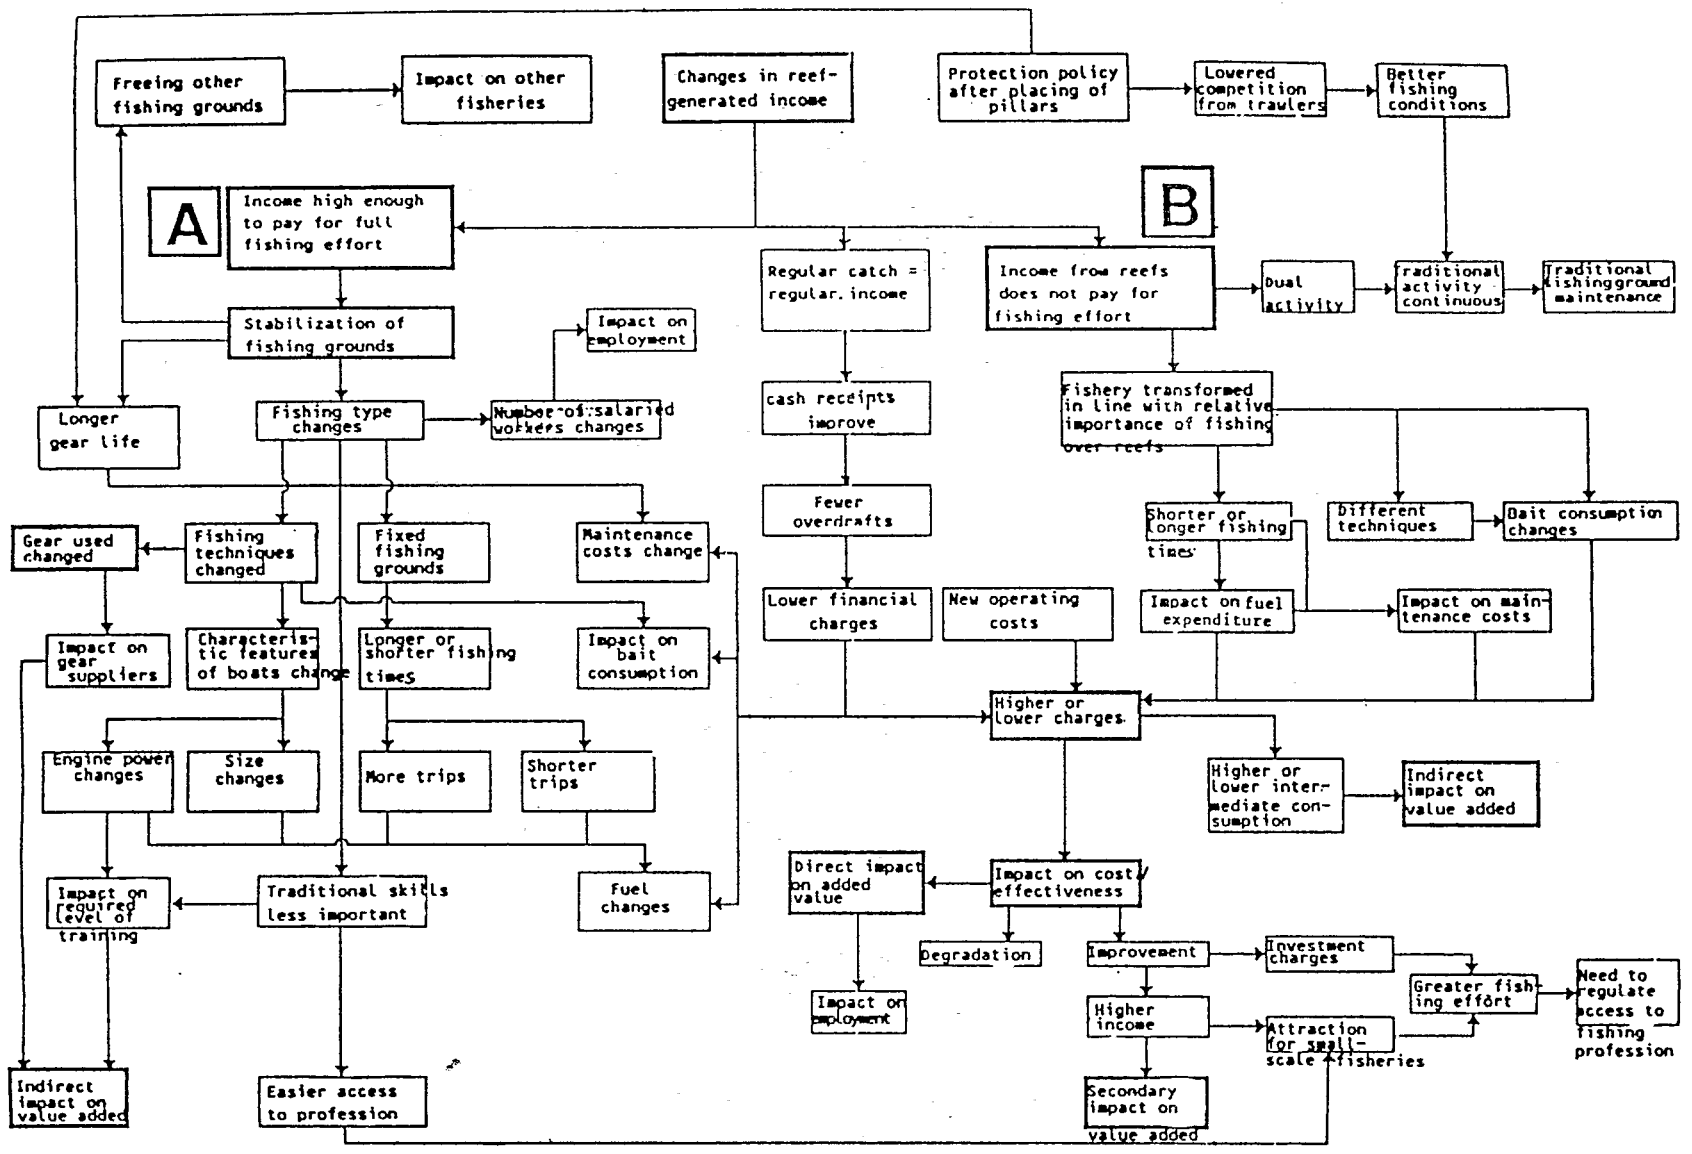 Freeing other
fishing grounds
Impact on other
fisheries
Changes in reef-
generated income
Protection policy
after placing of
pillars
Lowered
competition
from trawlers
Better
fishing
conditions
A
Income high enough
to pay for full
fishing effort
B
Regular catch =
regular income
Income from reefs
does not pay for
fishing effort
Dual
activity
Traditional
activity
continuous
Traditional
fishing ground
maintenance
Stabilization of
fishing grounds
Impact on
employment
Longer
gear life
Fishing type
changes
Number of salaried
workers changes
cash receipts
improve
Fishery transformed
in line with relative
importance of fishing
over reefs
Fewer
overdrafts
Shorter or
longer fishing
times
Different
techniques
Bait consumption
changes
Gear used
changed
Fishing
techniques
changed
Fixed
fishing
grounds
Maintenance
costs change
Lower financial
charges
New operating
costs
Impact on fuel
expenditure
Impact on main-
tenance costs
Impact on
gear
suppliers
Characteris-
tic features
of boats change
Longer or
shorter fishing
times
Impact on
bait
consumption
Higher or
lower charges
Engine power
changes
Size
changes
More trips
Shorter
trips
Higher or
lower inter-
mediate con-
sumption
Indirect
impact on
value added
Impact on
required
level of
training
Traditional skills
less important
Fuel
changes
Direct impact
on added
value
Impact on cost/
effectiveness
Degradation
Improvement
Investment
charges
Greater fish-
ing effort
Need to
regulate
access to
fishing
profession
Impact on
employment
Higher
income
Attraction
for small-
scale fisheries
Indirect
impact on
value added
Easier access
to profession
Secondary
impact on
value added